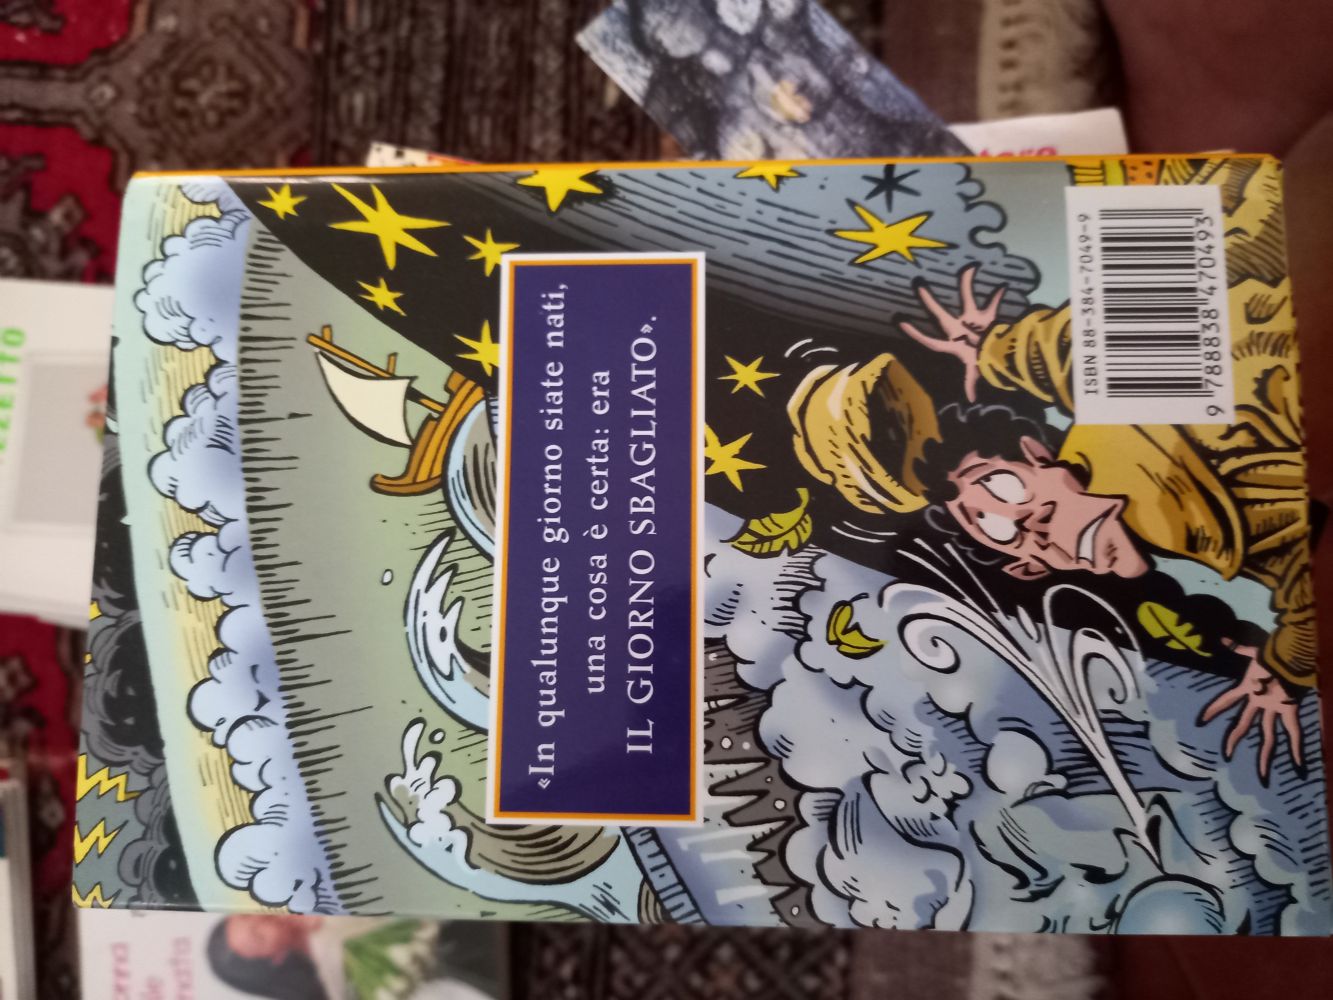 «In qualunque giorno siate nati,
una cosa è certa: era
IL GIORNO SBAGLIATO».
ISBN 88-384-7049-9
9 788838 470493